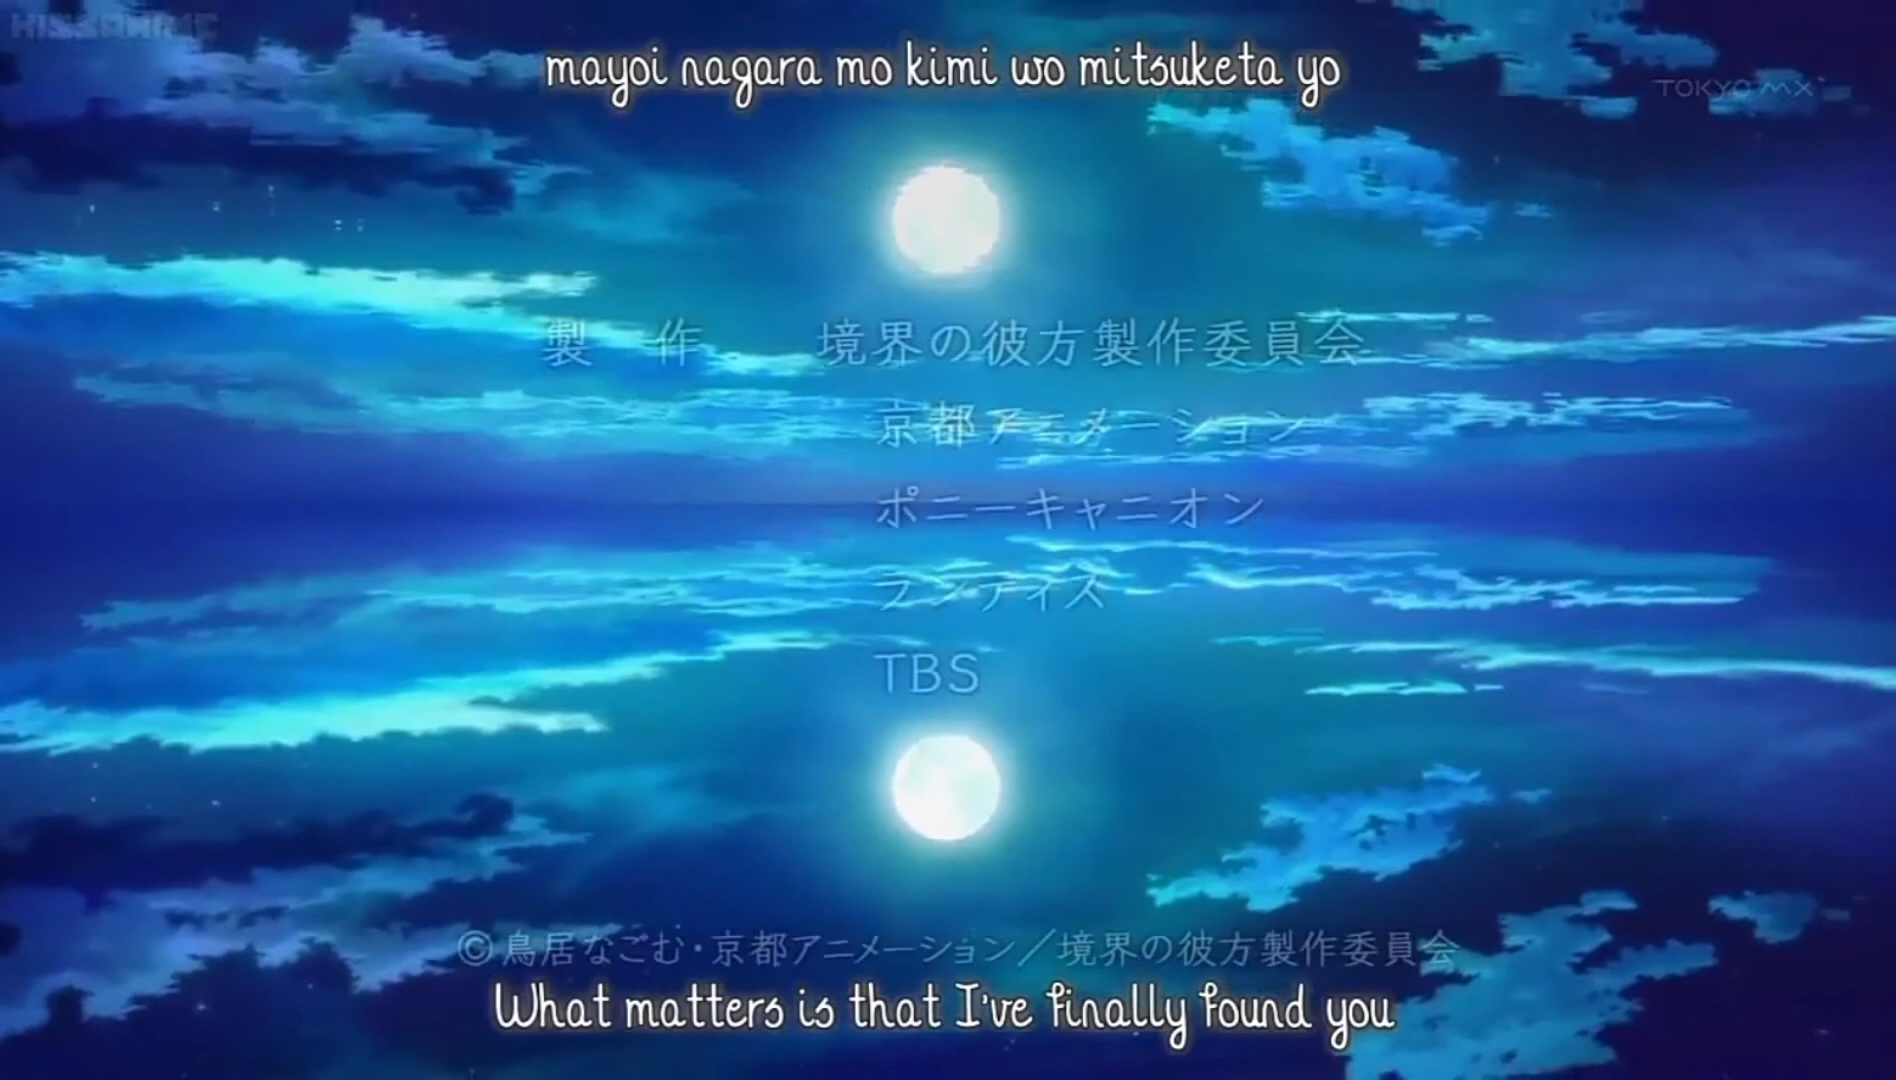 KISSANIME
mayoi nagara mo kimi wo mitsuketa yo
TOKYO MX
製　作　　境界の彼方製作委員会
京都アニメーション
ポニーキャニオン
ランティス
TBS
©鳥居なごむ・京都アニメーション／境界の彼方製作委員会
What matters is that I've finally found you